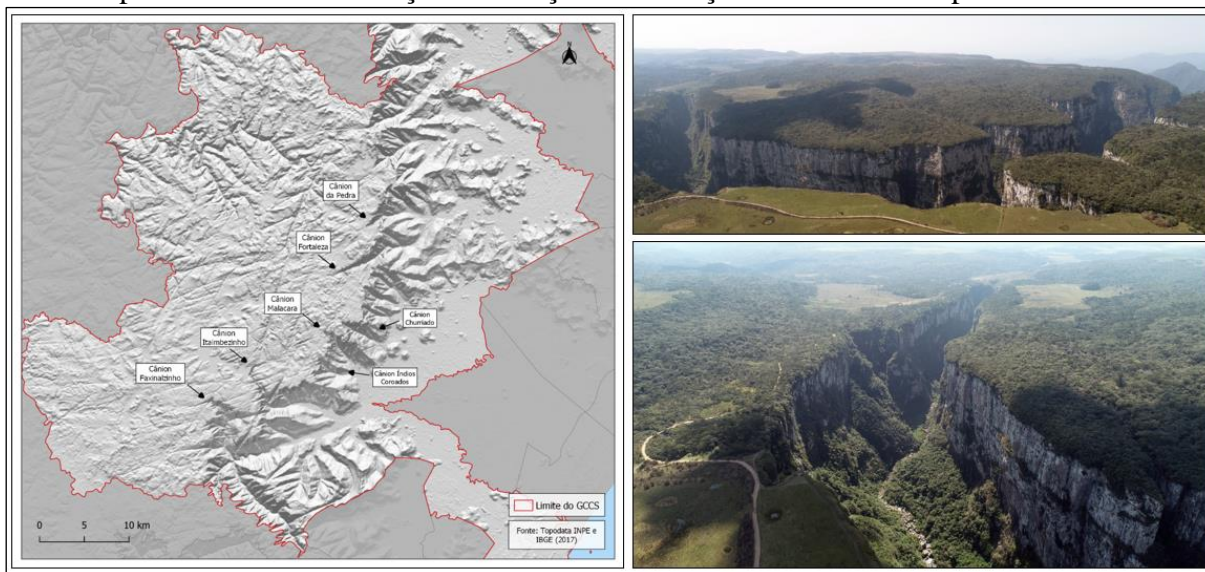 N
Cânion
da Pedra
Cânion
Fortaleza
Cânion
Malacara
Cânion
Churriado
Cânion
Itaimbezinho
Cânion Índios
Coroados
Cânion
Faxinalzinho
Limite do GCCS
0 5 10 km
Fonte: Topodata INPE e
IBGE (2017)